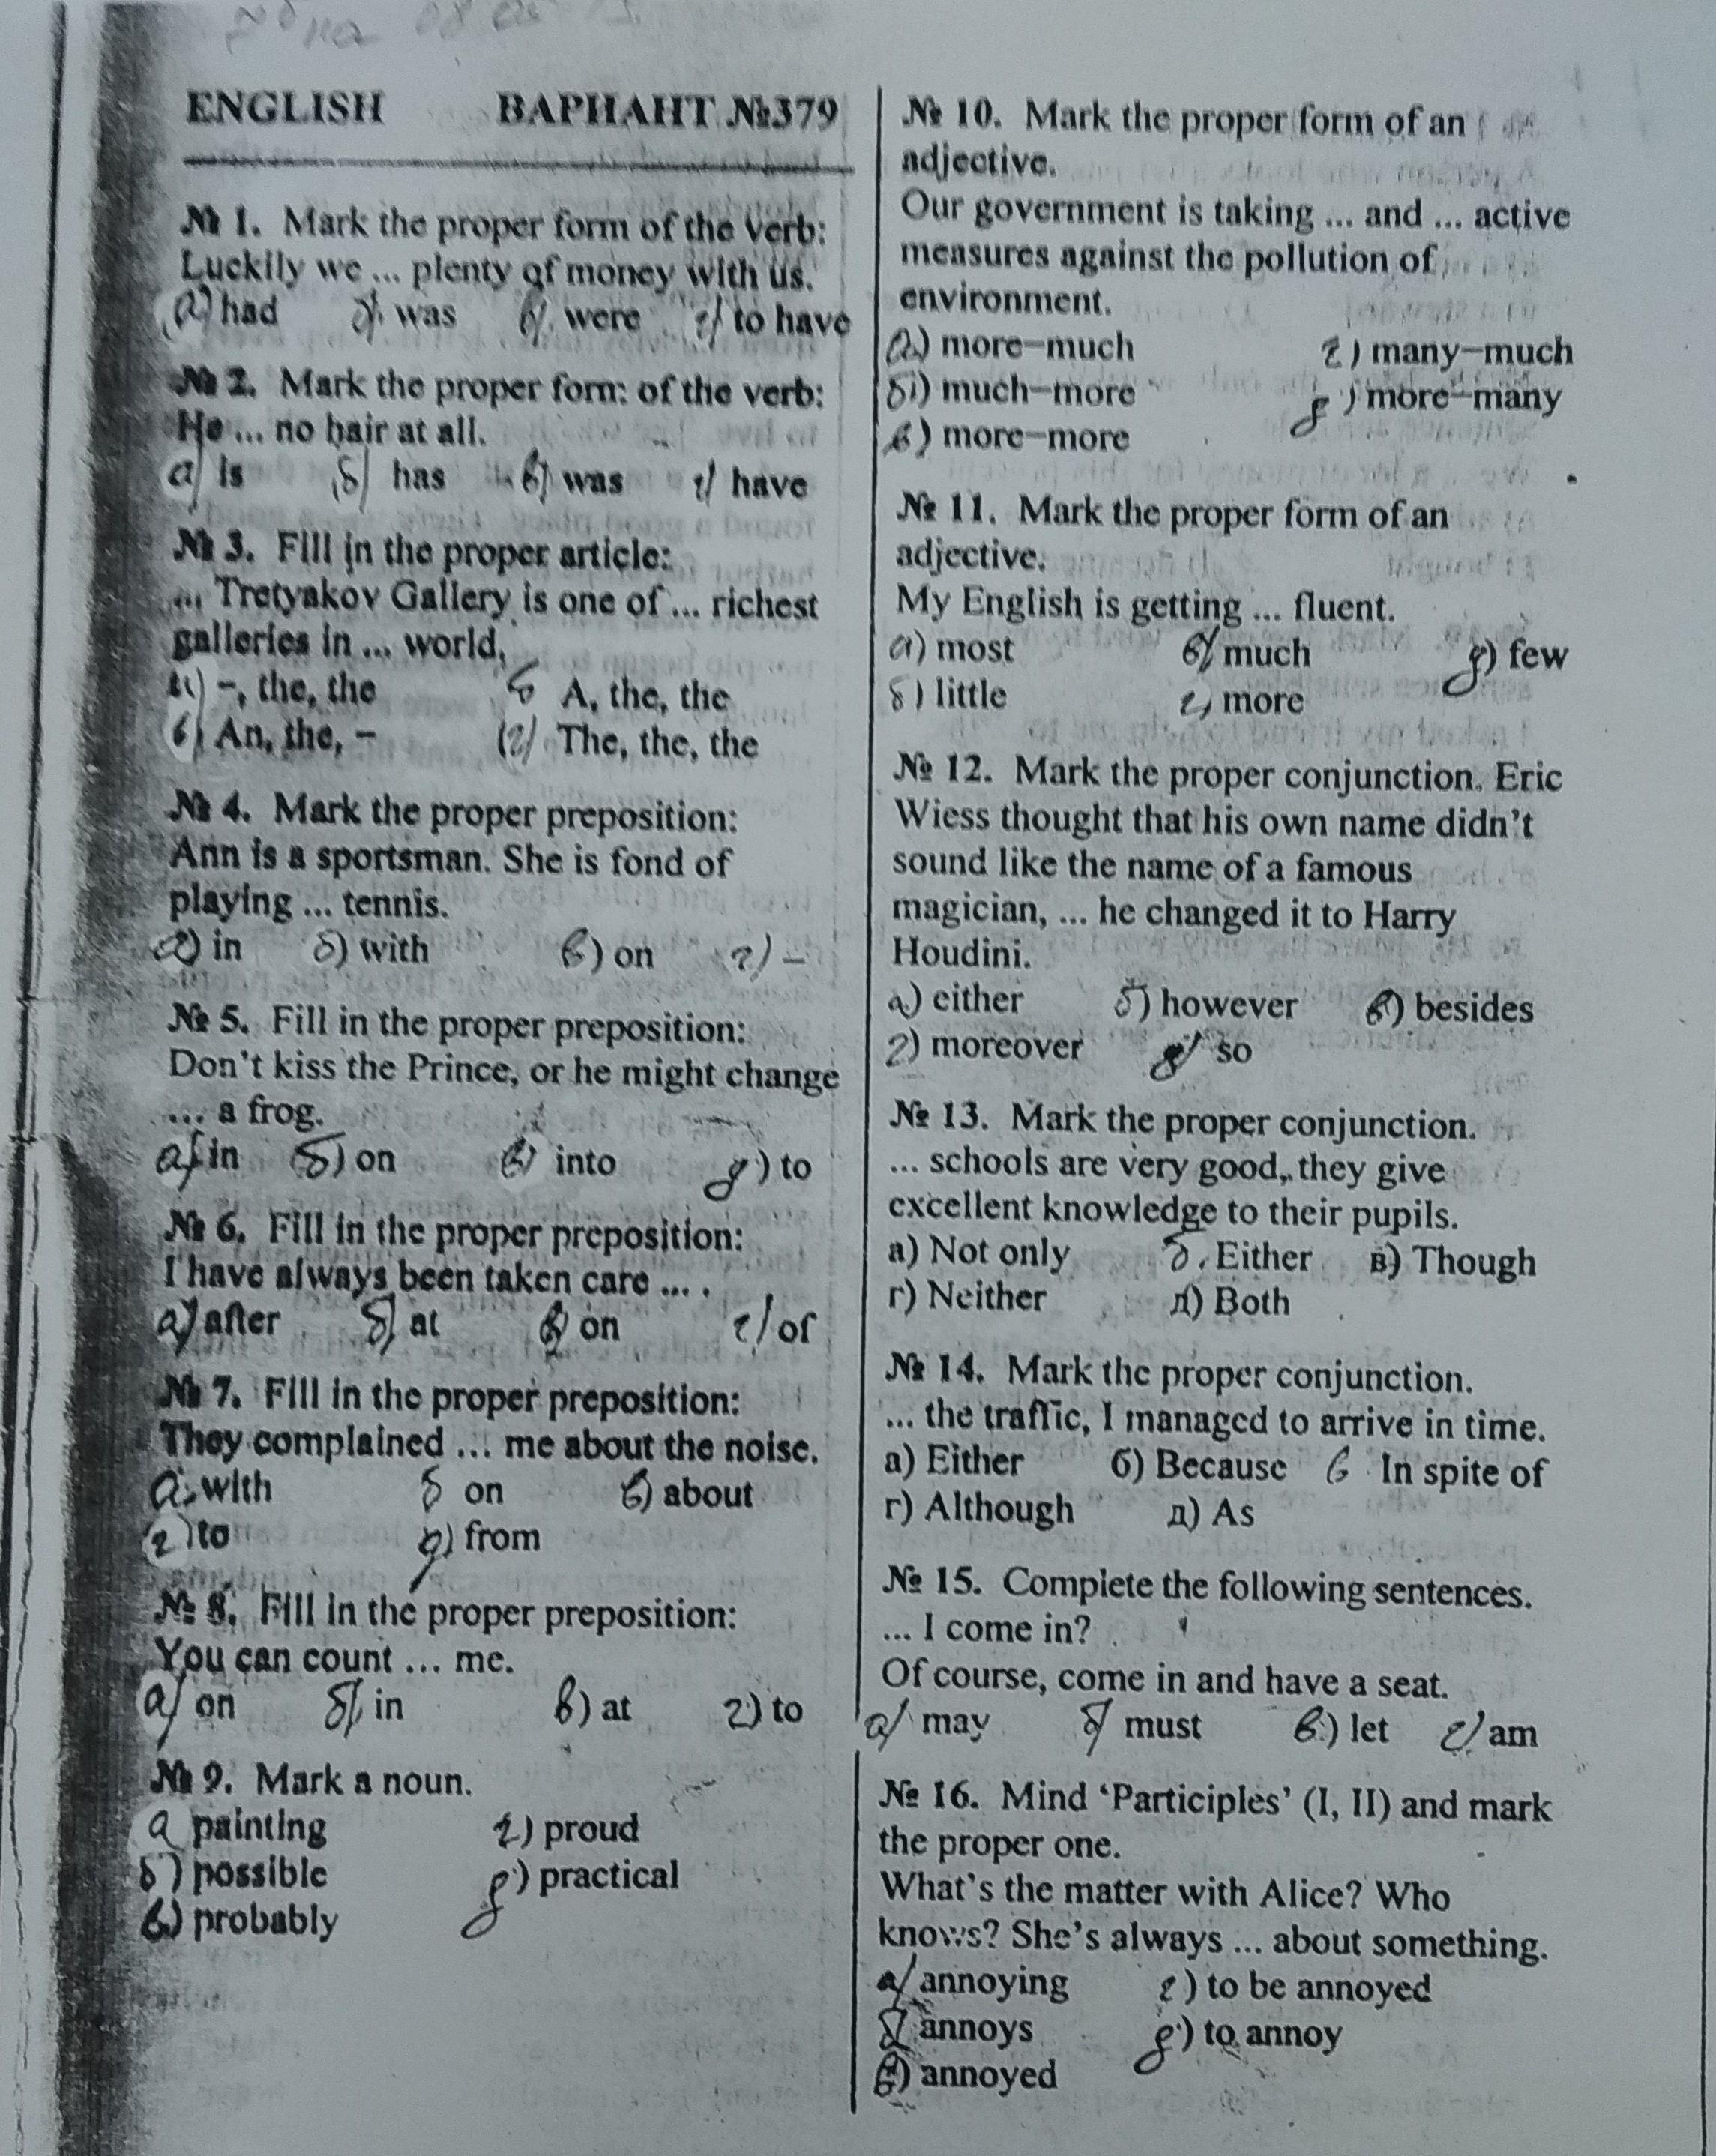 ENGLISH ВАРИАНТ №379
№ 1. Mark the proper form of the verb:
Luckily we ... plenty of money with us.
а) had б) was в) were г) to have
№ 2. Mark the proper form of the verb:
He ... no hair at all.
а) is б) has в) was г) have
№ 3. Fill in the proper article:
... Tretyakov Gallery is one of ... richest
galleries in ... world.
а) –, the, the б A, the, the
в) An, the, – г) The, the, the
№ 4. Mark the proper preposition:
Ann is a sportsman. She is fond of
playing ... tennis.
а) in б) with в) on г) –
№ 5. Fill in the proper preposition:
Don't kiss the Prince, or he might change
... a frog.
а) in б) on в) into д) to
№ 6. Fill in the proper preposition:
I have always been taken care ... .
а) after б) at в) on г) of
№ 7. Fill in the proper preposition:
They complained ... me about the noise.
а. with б on в) about
г) to д) from
№ 8. Fill in the proper preposition:
You can count ... me.
а) on б) in в) at г) to
№ 9. Mark a noun.
а painting г) proud
б) possible д) practical
в) probably
№ 10. Mark the proper form of an
adjective.
Our government is taking ... and ... active
measures against the pollution of
environment.
а) more–much г) many–much
б) much–more д) more–many
в) more–more
№ 11. Mark the proper form of an
adjective.
My English is getting ... fluent.
а) most в) much д) few
б) little г) more
№ 12. Mark the proper conjunction. Eric
Wiess thought that his own name didn't
sound like the name of a famous
magician, ... he changed it to Harry
Houdini.
а) either б) however в) besides
г) moreover д) so
№ 13. Mark the proper conjunction.
... schools are very good, they give
excellent knowledge to their pupils.
а) Not only б. Either в) Though
г) Neither д) Both
№ 14. Mark the proper conjunction.
... the traffic, I managed to arrive in time.
а) Either б) Because в In spite of
г) Although д) As
№ 15. Complete the following sentences.
... I come in?
Of course, come in and have a seat.
а) may б) must в) let г) am
№ 16. Mind ‘Participles’ (I, II) and mark
the proper one.
What's the matter with Alice? Who
knows? She's always ... about something.
а) annoying г) to be annoyed
б) annoys д) to annoy
в) annoyed